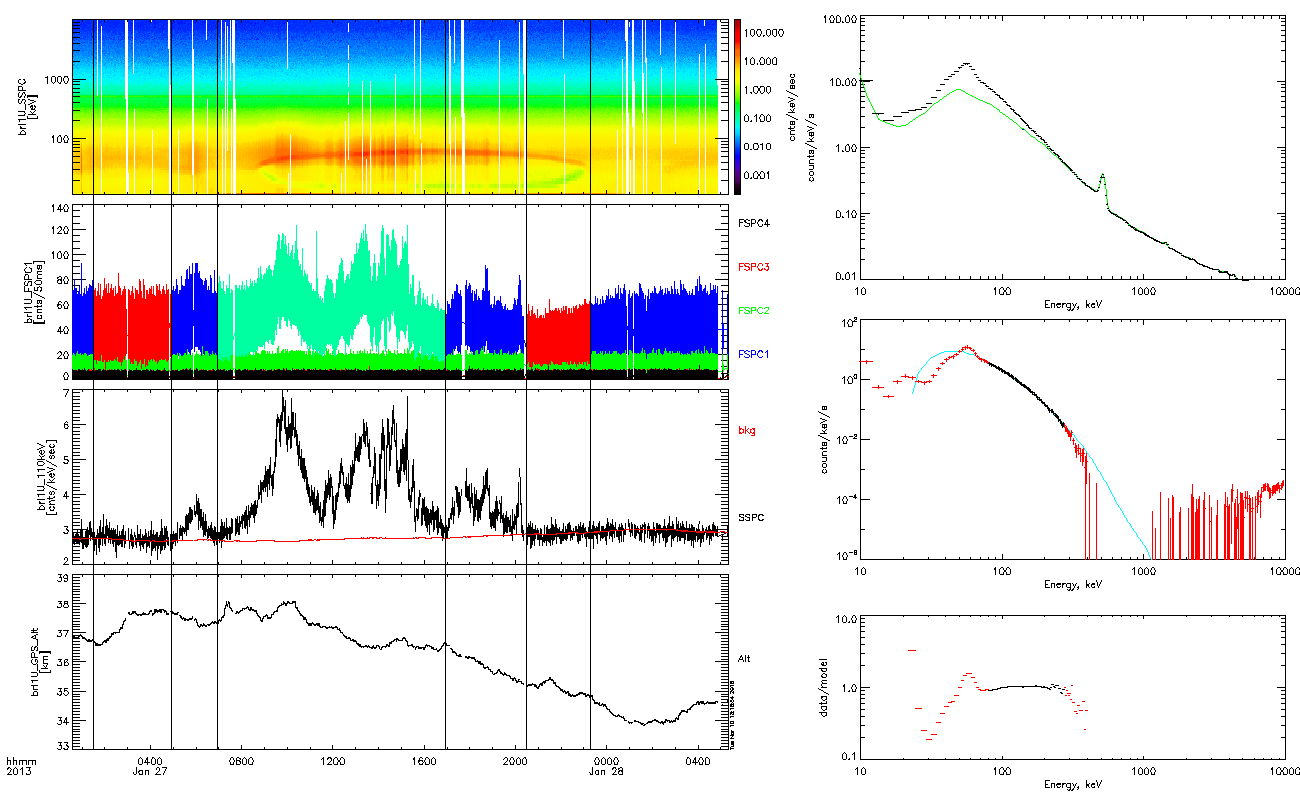 brl1U_SSPC
[keV]
1000
100
100.000
10.000
1.000
0.100
0.010
0.001
cnts/keV/sec
brl1U_FSPC1
[cnts/50ms]
140
120
100
80
60
40
20
0
FSPC4
FSPC3
FSPC2
FSPC1
brl1U_110keV
[cnts/keV/sec]
7
6
5
4
3
2
bkg
SSPC
brl1U_GPS_Alt
[km]
39
38
37
36
35
34
33
Alt
hhmm
2013
0400
Jan 27
0800
1200
1600
2000
0000
Jan 28
0400
100.00
10.00
1.00
0.10
0.01
counts/keV/s
10
100
1000
10000
Energy, keV
10²
10⁰
10⁻²
10⁻⁴
10⁻⁶
counts/keV/s
10
100
1000
10000
Energy, keV
10.0
1.0
0.1
data/model
10
100
1000
10000
Energy, keV